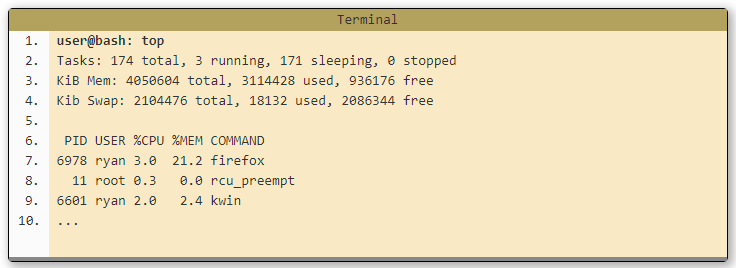 Terminal
1. user@bash: top
2. Tasks: 174 total, 3 running, 171 sleeping, 0 stopped
3. KiB Mem: 4050604 total, 3114428 used, 936176 free
4. Kib Swap: 2104476 total, 18132 used, 2086344 free
5.
6. PID USER %CPU %MEM COMMAND
7. 6978 ryan 3.0 21.2 firefox
8. 11 root 0.3 0.0 rcu_preempt
9. 6601 ryan 2.0 2.4 kwin
10. ...